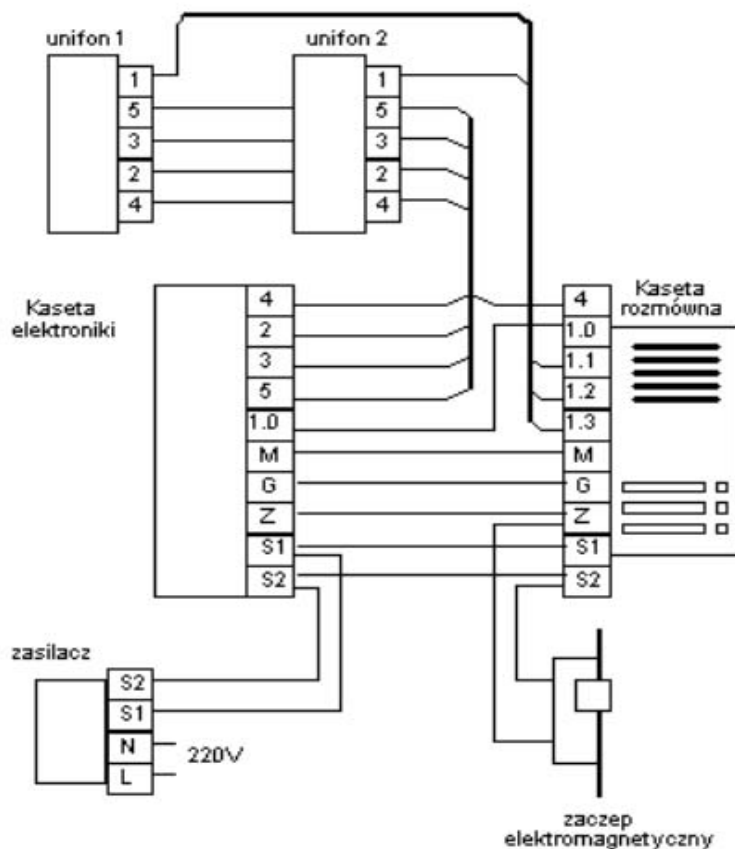 unifon 1
unifon 2
1
5
3
2
4
1
5
3
2
4
Kaseta
elektroniki
4
2
3
5
1.0
M
G
Z
S1
S2
Kaseta
rozmówna
4
1.0
1.1
1.2
1.3
M
G
Z
S1
S2
zasilacz
S2
S1
N
L
220V
zaczep
elektromagnetyczny